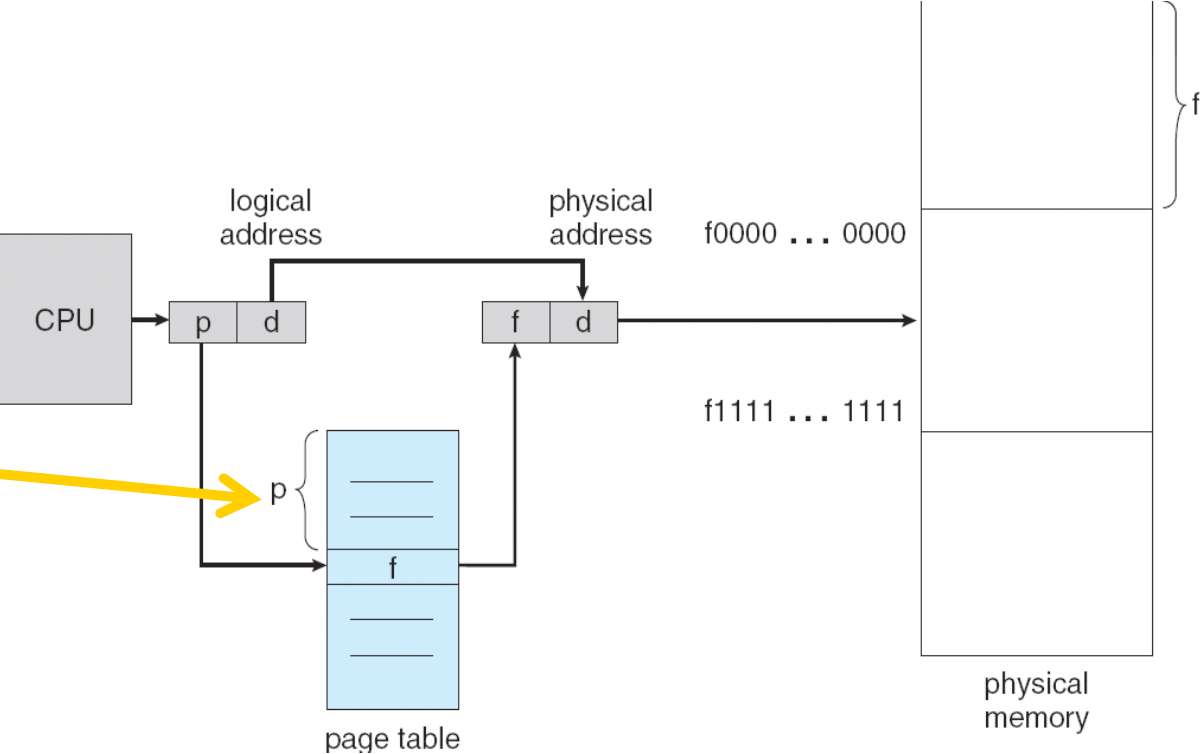 f
logical
address
physical
address
f0000 ... 0000
CPU
p d
f d
f1111 ... 1111
p
f
physical
memory
page table